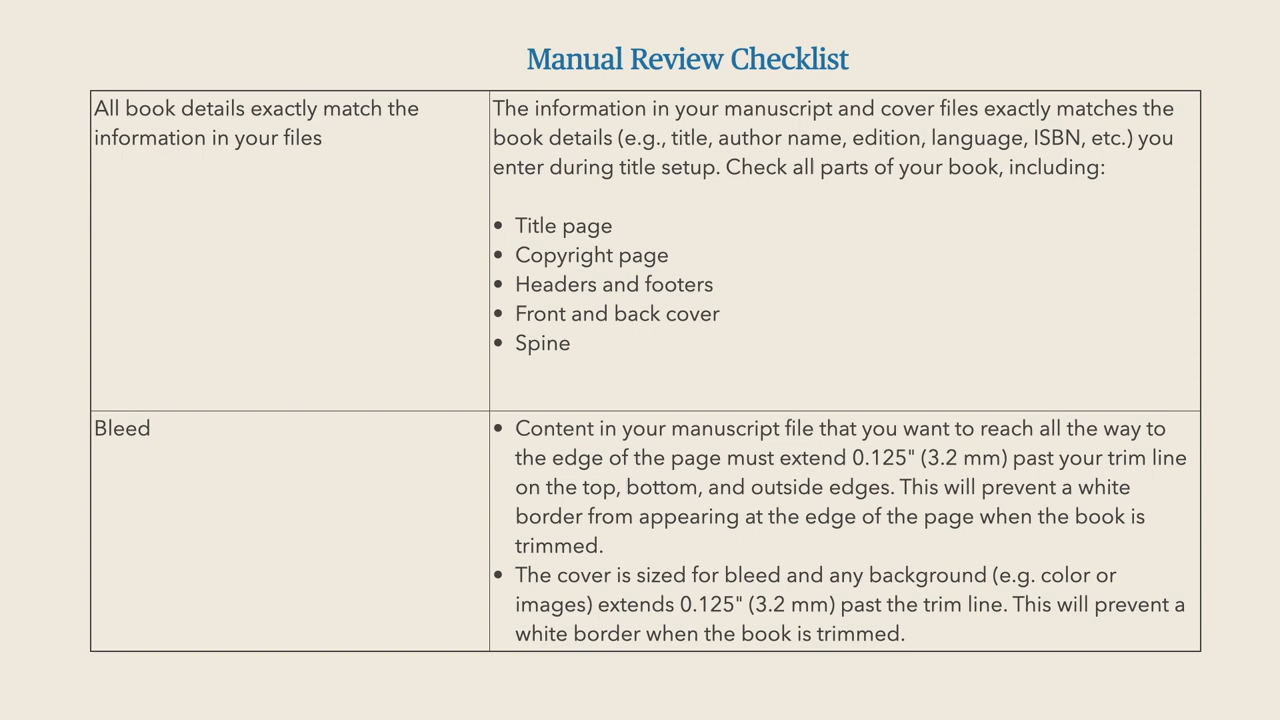 Manual Review Checklist
All book details exactly match the
information in your files
The information in your manuscript and cover files exactly matches the
book details (e.g., title, author name, edition, language, ISBN, etc.) you
enter during title setup. Check all parts of your book, including:
• Title page
• Copyright page
• Headers and footers
• Front and back cover
• Spine
Bleed
• Content in your manuscript file that you want to reach all the way to
the edge of the page must extend 0.125" (3.2 mm) past your trim line
on the top, bottom, and outside edges. This will prevent a white
border from appearing at the edge of the page when the book is
trimmed.
• The cover is sized for bleed and any background (e.g. color or
images) extends 0.125" (3.2 mm) past the trim line. This will prevent a
white border when the book is trimmed.